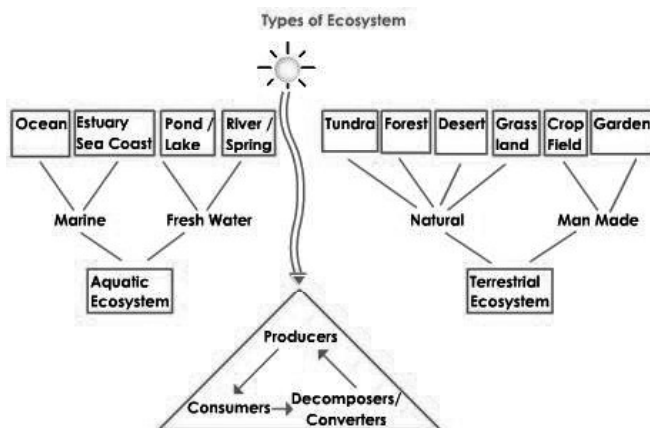 Types of Ecosystem
Ocean
Estuary
Sea Coast
Pond /
Lake
River /
Spring
Tundra
Forest
Desert
Grass
land
Crop
Field
Garden
Marine
Fresh Water
Natural
Man Made
Aquatic
Ecosystem
Terrestrial
Ecosystem
Producers
Consumers
Decomposers/
Converters